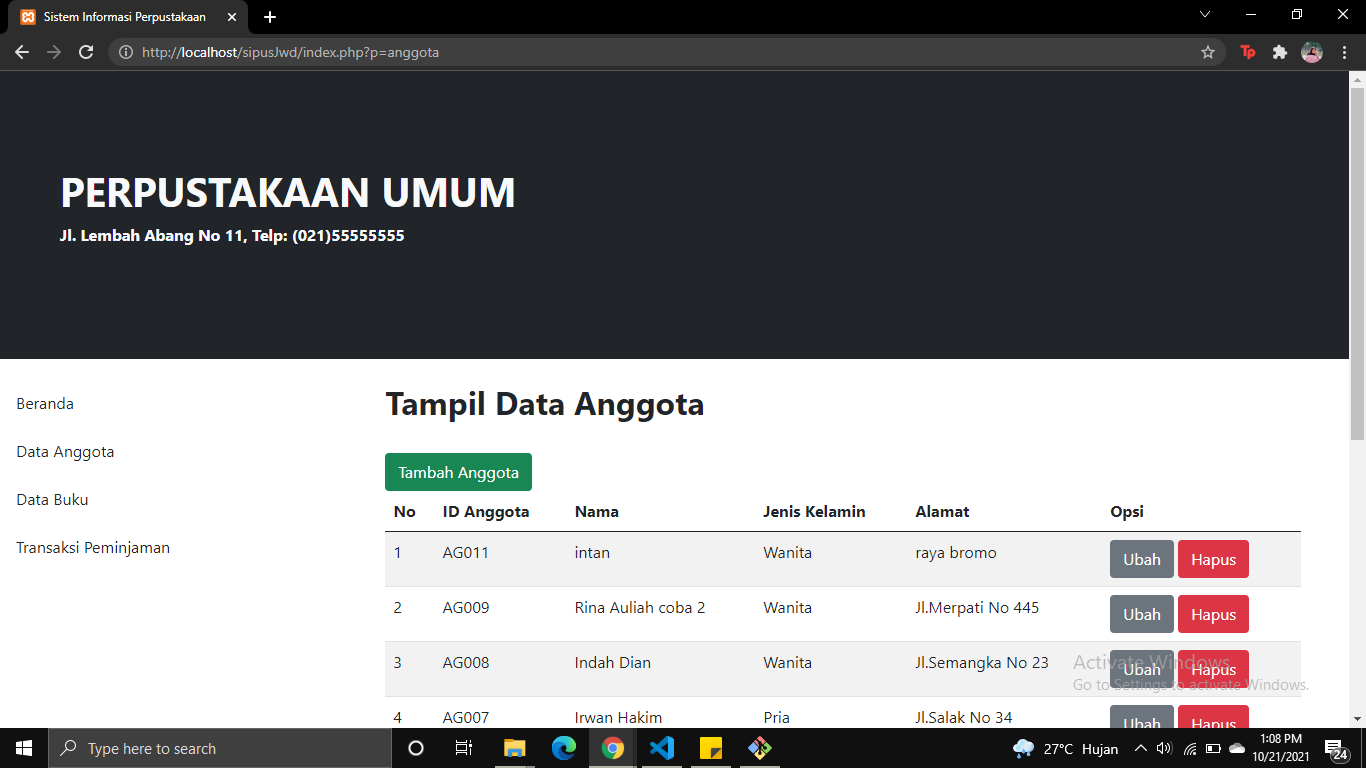 Sistem Informasi Perpustakaan
http://localhost/sipusJwd/index.php?p=anggota
Tp
PERPUSTAKAAN UMUM
Jl. Lembah Abang No 11, Telp: (021)55555555
Beranda
Data Anggota
Data Buku
Transaksi Peminjaman
Tampil Data Anggota
Tambah Anggota
No ID Anggota Nama Jenis Kelamin Alamat Opsi
1 AG011 intan Wanita raya bromo Ubah Hapus
2 AG009 Rina Auliah coba 2 Wanita Jl.Merpati No 445 Ubah Hapus
3 AG008 Indah Dian Wanita Jl.Semangka No 23 Ubah Hapus
4 AG007 Irwan Hakim Pria Jl.Salak No 34 Ubah Hapus
Activate Windows
Go to Settings to activate Windows.
Type here to search
27°C Hujan
1:08 PM
10/21/2021
24